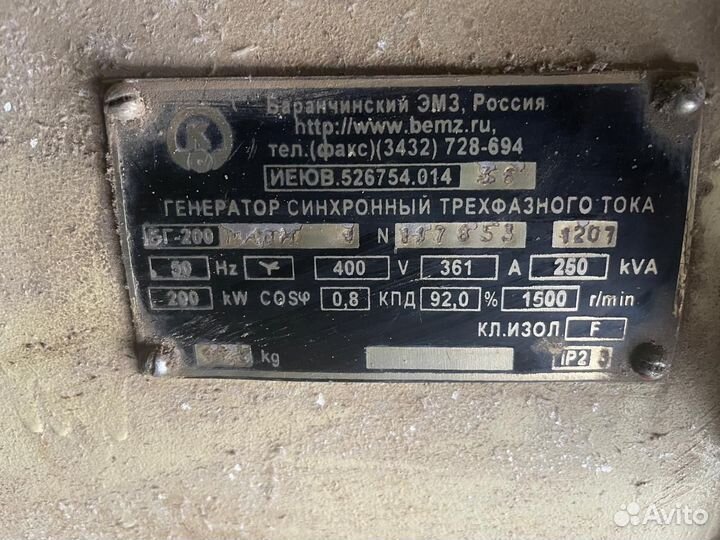 К
Баранчинский ЭМЗ, Россия
http://www.bemz.ru,
тел.(факс)(3432) 728-694
ИЕЮВ.526754.014
ГЕНЕРАТОР СИНХРОННЫЙ ТРЕХФАЗНОГО ТОКА
БГ-200 N 1207
50 Hz 400 V 361 A 250 kVA
200 kW COSφ 0,8 КПД 92,0 % 1500 r/min
КЛ.ИЗОЛ F
kg IP2
Avito